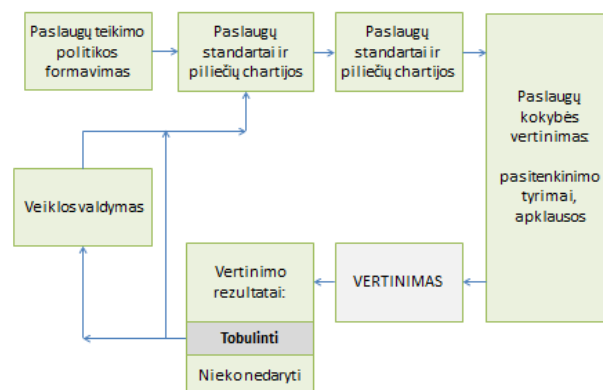 Paslaugų teikimo
politikos
formavimas
Paslaugų
standartai ir
piliečių chartijos
Paslaugų
standartai ir
piliečių chartijos
Paslaugų
kokybės
vertinimas:
pasitenkinimo
tyrimai,
apklausos
Veiklos valdymas
Vertinimo
rezultatai:
Tobulinti
Nieko nedaryti
VERTINIMAS